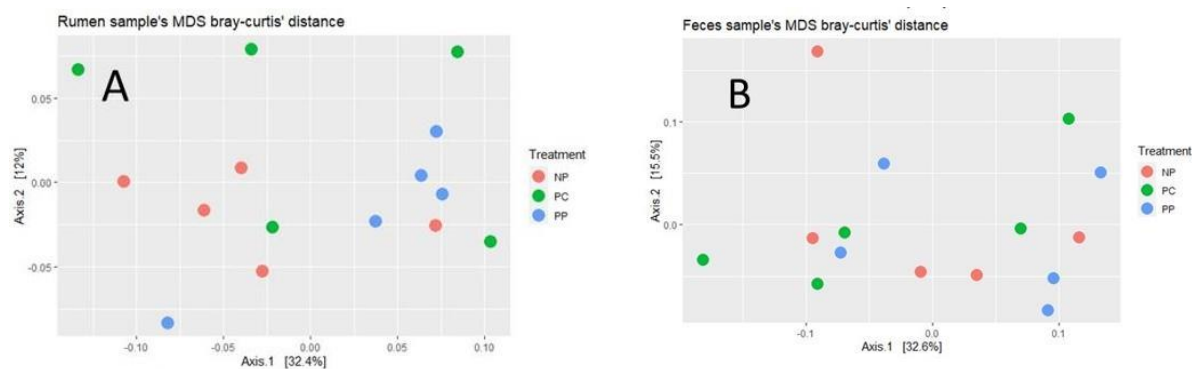 Rumen sample's MDS bray-curtis' distance
A
0.05
0.00
-0.05
Axis.2 [12%]
-0.10
-0.05
0.00
0.05
0.10
Axis.1 [32.4%]
Treatment
NP
PC
PP
Feces sample's MDS bray-curtis' distance
B
0.1
0.0
Axis.2 [15.5%]
-0.1
0.0
0.1
Axis.1 [32.6%]
Treatment
NP
PC
PP